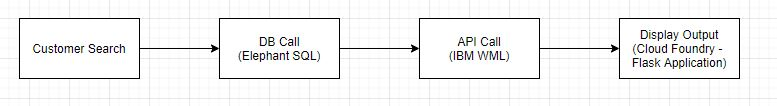 Customer Search
DB Call
(Elephant SQL)
API Call
(IBM WML)
Display Output
(Cloud Foundry -
Flask Application)